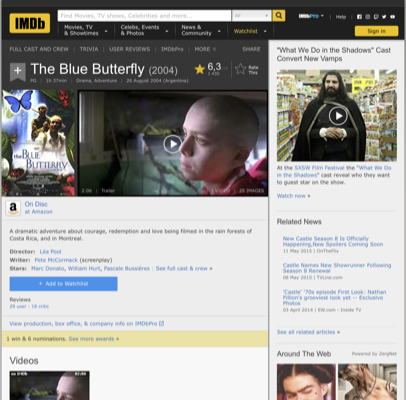 IMDb
Find Movies, TV shows, Celebrities and more...
All
IMDbPro
Help
Movies, TV & Showtimes
Celebs, Events & Photos
News & Community
Watchlist
Sign in
FULL CAST AND CREW | TRIVIA | USER REVIEWS | IMDbPro | MORE
SHARE
The Blue Butterfly (2004)
6,3
Rate This
PG | 1h 37min | Drama, Adventure | 26 August 2004 (Argentina)
the BLUE BUTTERFLY
2:06 | Trailer
25 IMAGES
a
On Disc
at Amazon
A dramatic adventure about courage, redemption and love being filmed in the rain forests of Costa Rica, and in Montreal.
Director: Léa Pool
Writer: Pete McCormack (screenplay)
Stars: Marc Donato, William Hurt, Pascale Bussières | See full cast & crew »
+ Add to Watchlist
Reviews
29 user | 18 critic
View production, box office, & company info on IMDbPro
1 win & 6 nominations. See more awards »
Videos
"What We Do in the Shadows" Cast Convert New Vamps
At the SXSW Film Festival the "What We Do in the Shadows" cast reveal who they want to guest star on the show.
Watch now »
Related News
New Castle Season 8 is Officially Happening,New Spoilers Coming Soon
11 May 2015 | OnTheFlix
Castle Names New Showrunner Following Season 8 Renewal
08 May 2015 | TVLine.com
'Castle' '70s episode First Look: Nathan Fillion's grooviest look yet -- Exclusive Photos
03 April 2014 | EW.com - Inside TV
See all related articles »
Around The Web
Powered by ZergNet